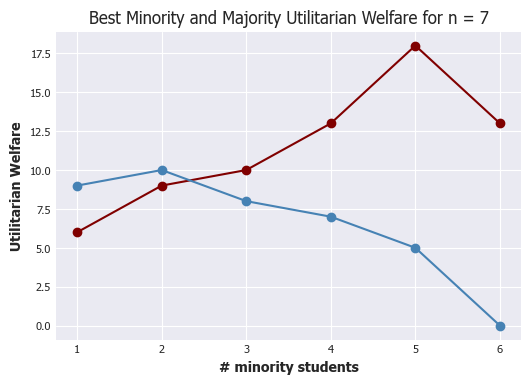 Best Minority and Majority Utilitarian Welfare for n = 7
Utilitarian Welfare
17.5
15.0
12.5
10.0
7.5
5.0
2.5
0.0
1 2 3 4 5 6
# minority students